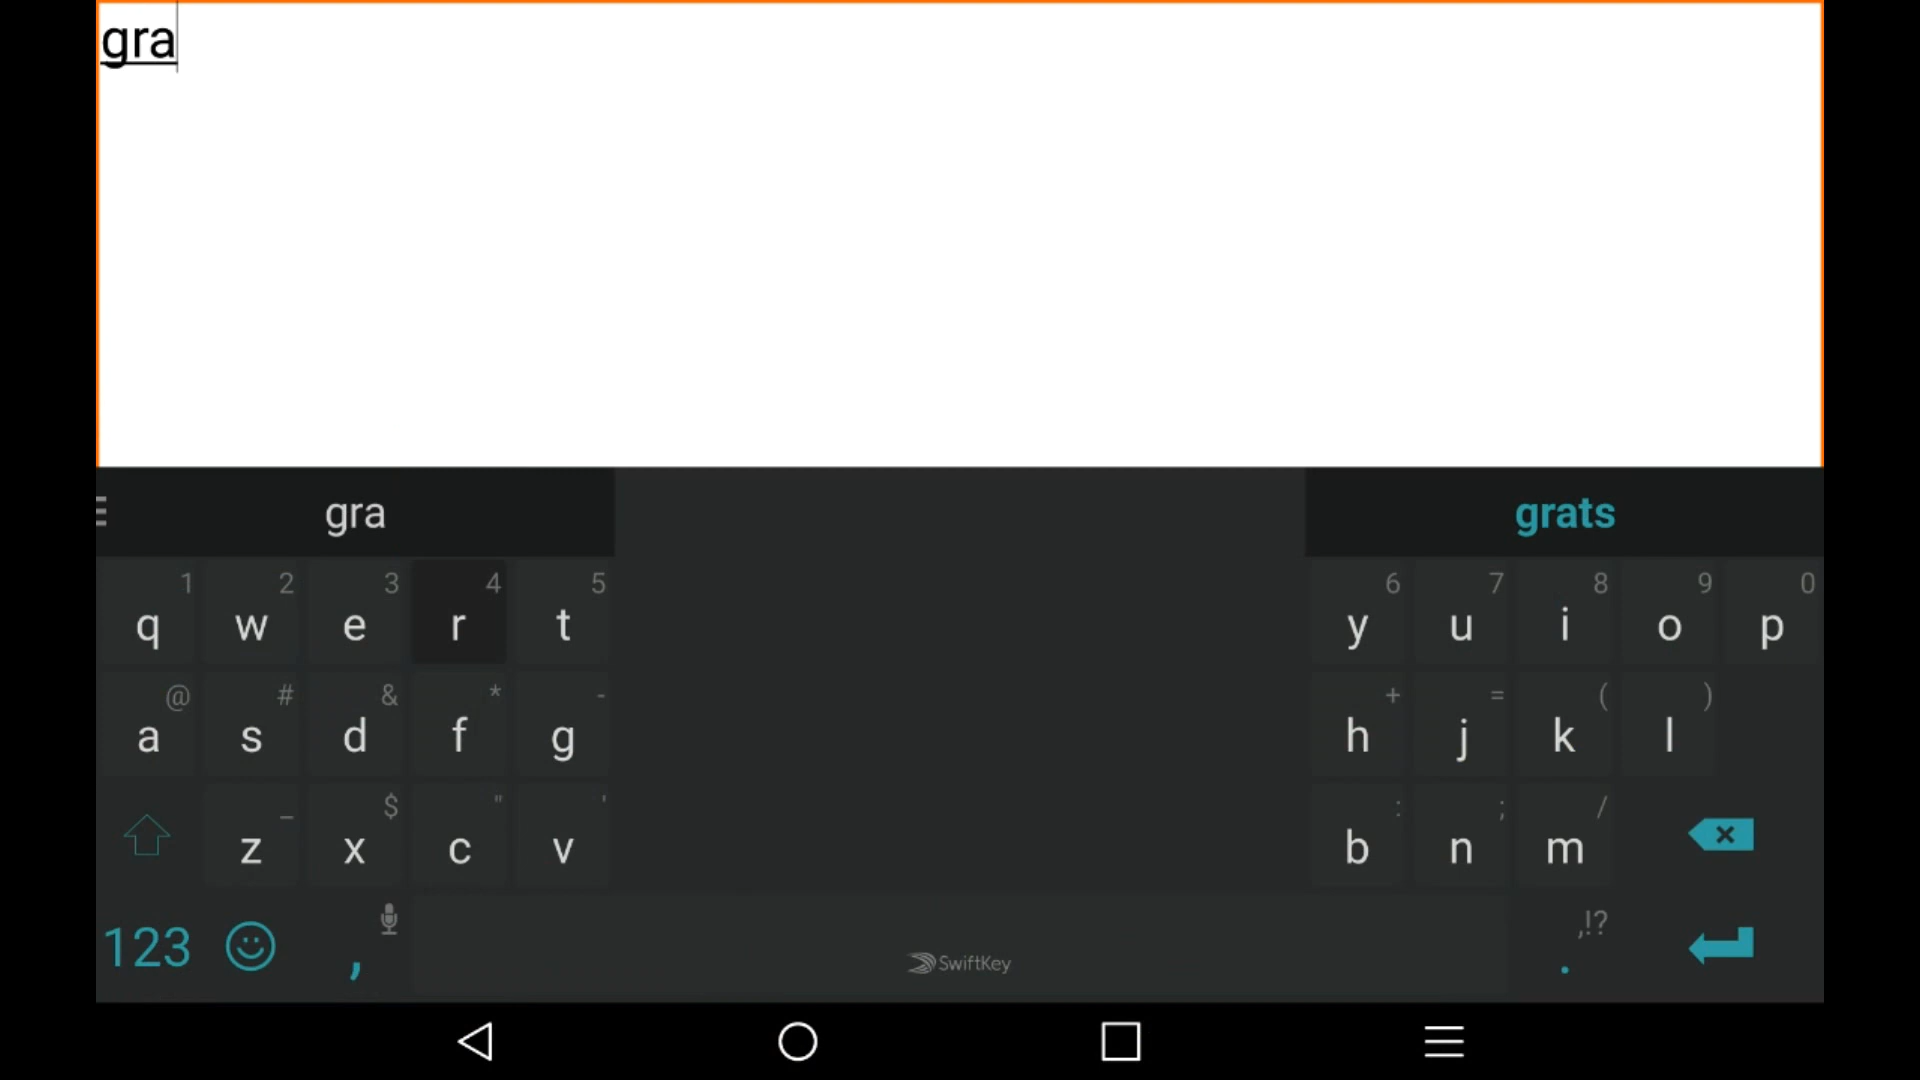 gra
gra grats
1 2 3 4 5 6 7 8 9 0
q w e r t y u i o p
@ # & * - + = ( )
a s d f g h j k l
_ $ " ' : ; /
z x c v b n m
123 , SwiftKey ,!? .